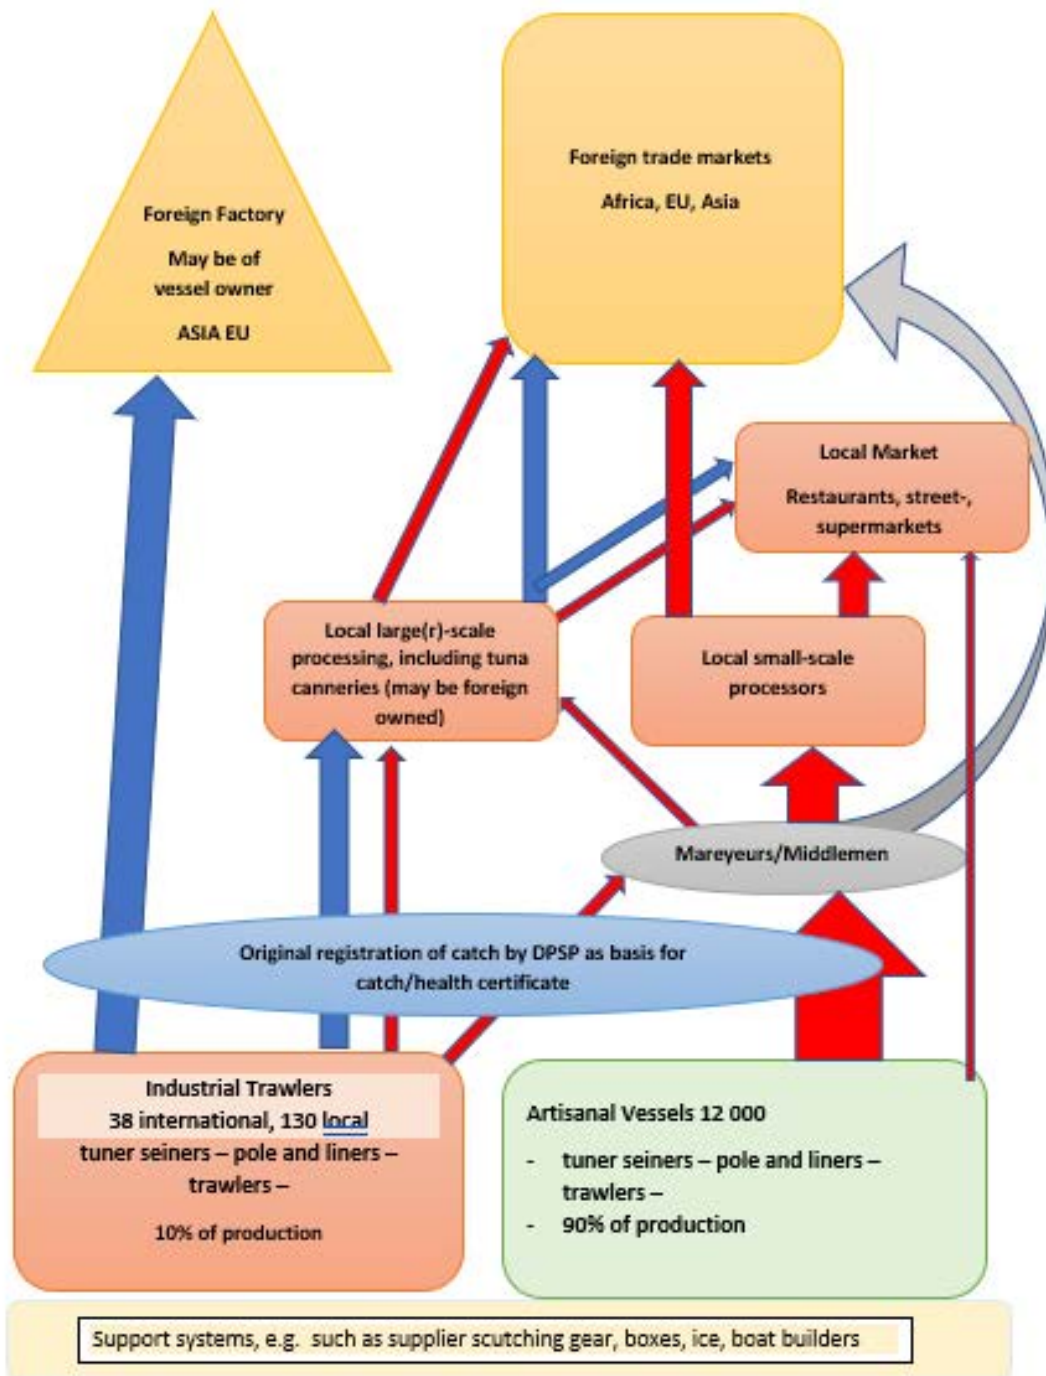 Foreign trade markets
Africa, EU, Asia
Foreign Factory
May be of
vessel owner
ASIA EU
Local Market
Restaurants, street-,
supermarkets
Local large(r)-scale
processing, including tuna
canneries (may be foreign
owned)
Local small-scale
processors
Mareyeurs/Middlemen
Original registration of catch by DPSP as basis for
catch/health certificate
Industrial Trawlers
38 international, 130 local
tuner seiners – pole and liners –
trawlers –
10% of production
Artisanal Vessels 12 000
- tuner seiners – pole and liners –
trawlers –
- 90% of production
Support systems, e.g. such as supplier scutching gear, boxes, ice, boat builders